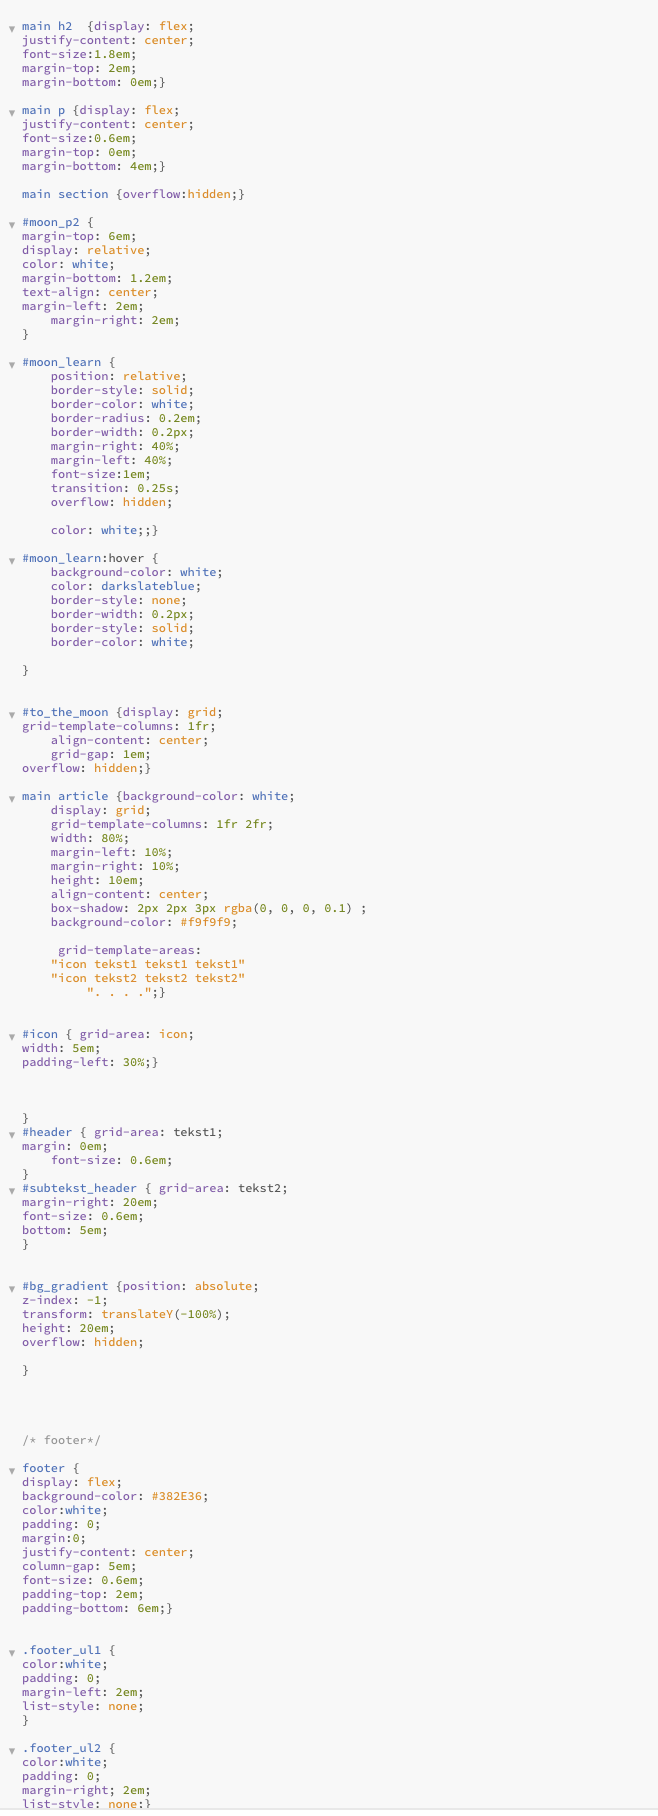 main h2  {display: flex;
justify-content: center;
font-size:1.8em;
margin-top: 2em;
margin-bottom: 0em;}
main p {display: flex;
justify-content: center;
font-size:0.6em;
margin-top: 0em;
margin-bottom: 4em;}
main section {overflow:hidden;}
#moon_p2 {
margin-top: 6em;
display: relative;
color: white;
margin-bottom: 1.2em;
text-align: center;
margin-left: 2em;
    margin-right: 2em;
}
#moon_learn {
    position: relative;
    border-style: solid;
    border-color: white;
    border-radius: 0.2em;
    border-width: 0.2px;
    margin-right: 40%;
    margin-left: 40%;
    font-size:1em;
    transition: 0.25s;
    overflow: hidden;
    color: white;;}
#moon_learn:hover {
    background-color: white;
    color: darkslateblue;
    border-style: none;
    border-width: 0.2px;
    border-style: solid;
    border-color: white;
}
#to_the_moon {display: grid;
grid-template-columns: 1fr;
    align-content: center;
    grid-gap: 1em;
overflow: hidden;}
main article {background-color: white;
    display: grid;
    grid-template-columns: 1fr 2fr;
    width: 80%;
    margin-left: 10%;
    margin-right: 10%;
    height: 10em;
    align-content: center;
    box-shadow: 2px 2px 3px rgba(0, 0, 0, 0.1) ;
    background-color: #f9f9f9;
     grid-template-areas:
    "icon tekst1 tekst1 tekst1"
    "icon tekst2 tekst2 tekst2"
         ". . . .";}
#icon { grid-area: icon;
width: 5em;
padding-left: 30%;}
}
#header { grid-area: tekst1;
margin: 0em;
    font-size: 0.6em;
}
#subtekst_header { grid-area: tekst2;
margin-right: 20em;
font-size: 0.6em;
bottom: 5em;
}
#bg_gradient {position: absolute;
z-index: -1;
transform: translateY(-100%);
height: 20em;
overflow: hidden;
}
/* footer*/
footer {
display: flex;
background-color: #382E36;
color:white;
padding: 0;
margin:0;
justify-content: center;
column-gap: 5em;
font-size: 0.6em;
padding-top: 2em;
padding-bottom: 6em;}
.footer_ul1 {
color:white;
padding: 0;
margin-left: 2em;
list-style: none;
}
.footer_ul2 {
color:white;
padding: 0;
margin-right; 2em;
list-style: none;}